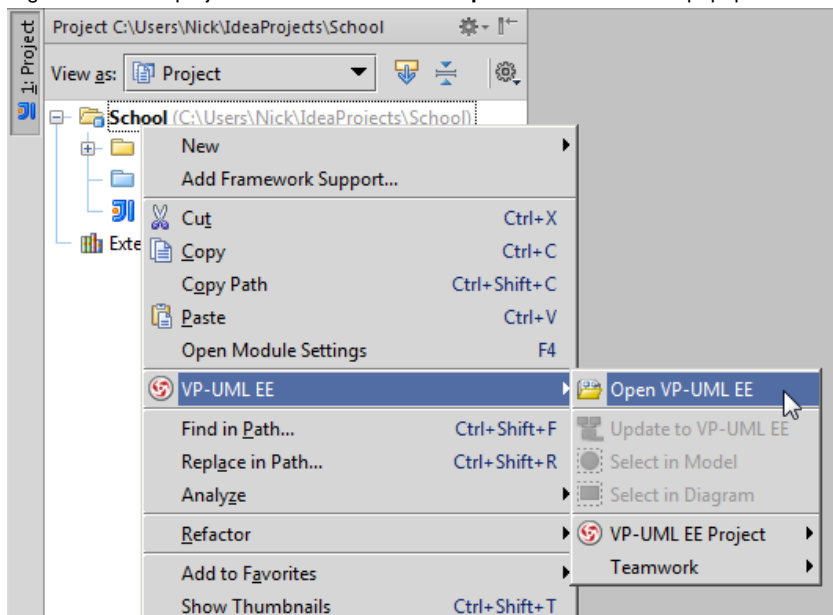 1: Project
Project C:\Users\Nick\IdeaProjects\School
View as: Project
School (C:\Users\Nick\IdeaProjects\School)
New
Add Framework Support...
Cut Ctrl+X
Exte
Copy Ctrl+C
Copy Path Ctrl+Shift+C
Paste Ctrl+V
Open Module Settings F4
VP-UML EE
Open VP-UML EE
Find in Path... Ctrl+Shift+F
Update to VP-UML EE
Replace in Path... Ctrl+Shift+R
Select in Model
Analyze
Select in Diagram
Refactor
VP-UML EE Project
Add to Favorites
Teamwork
Show Thumbnails Ctrl+Shift+T